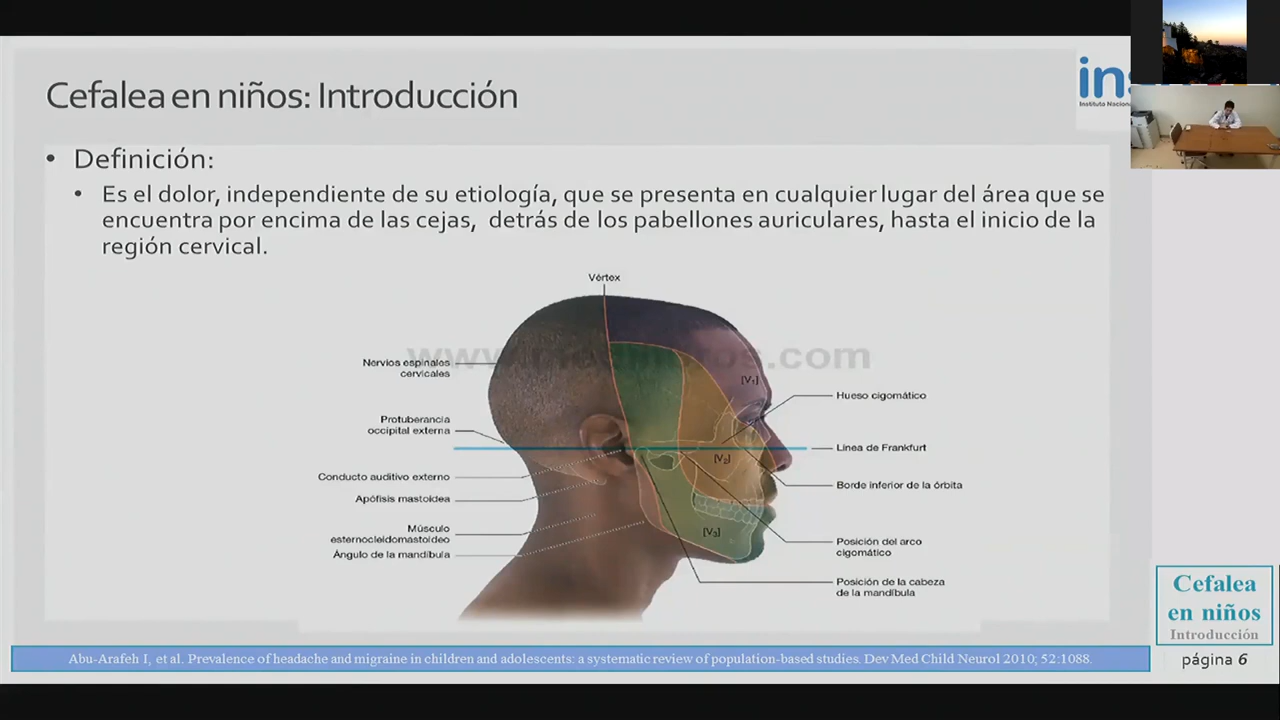 Cefalea en niños: Introducción
• Definición:
• Es el dolor, independiente de su etiología, que se presenta en cualquier lugar del área que se
encuentra por encima de las cejas, detrás de los pabellones auriculares, hasta el inicio de la
región cervical.
Vértex
Nervios espinales
cervicales
Protuberancia
occipital externa
Conducto auditivo externo
Apófisis mastoidea
Músculo
esternocleidomastoideo
Ángulo de la mandíbula
[V₁]
[V₂]
[V₃]
Hueso cigomático
Línea de Frankfurt
Borde inferior de la órbita
Posición del arco
cigomático
Posición de la cabeza
de la mandíbula
Abu-Arafeh I, et al. Prevalence of headache and migraine in children and adolescents: a systematic review of population-based studies. Dev Med Child Neurol 2010; 52:1088.
Cefalea
en niños
Introducción
página 6